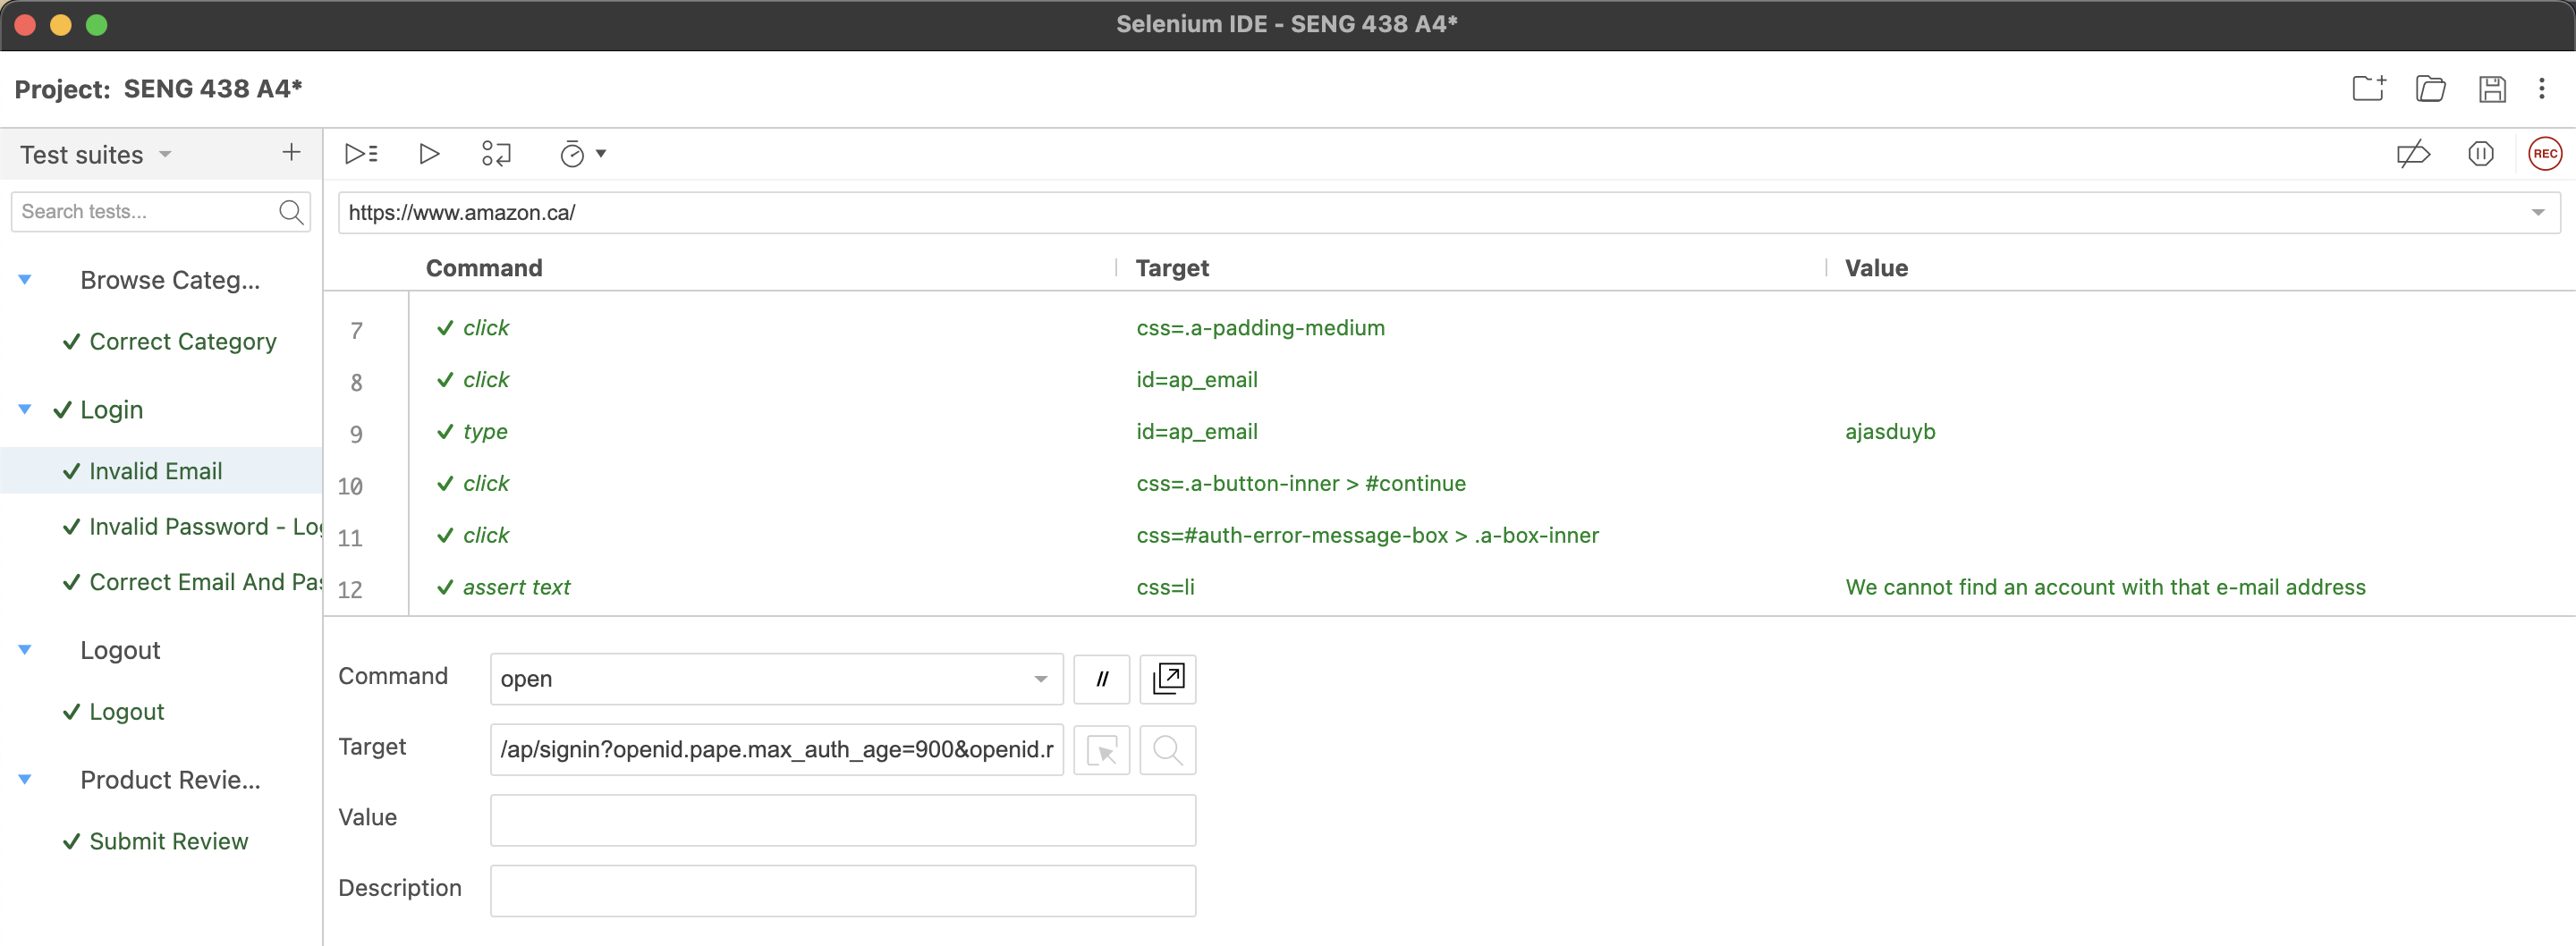 Selenium IDE - SENG 438 A4*
Project: SENG 438 A4*
Test suites
+
REC
Search tests...
https://www.amazon.ca/
Command Target Value
Browse Categ...
Correct Category
Login
Invalid Email
Invalid Password - Log
Correct Email And Pas
Logout
Logout
Product Revie...
Submit Review
7 click css=.a-padding-medium
8 click id=ap_email
9 type id=ap_email ajasduyb
10 click css=.a-button-inner > #continue
11 click css=#auth-error-message-box > .a-box-inner
12 assert text css=li We cannot find an account with that e-mail address
Command open //
Target /ap/signin?openid.pape.max_auth_age=900&openid.r
Value
Description